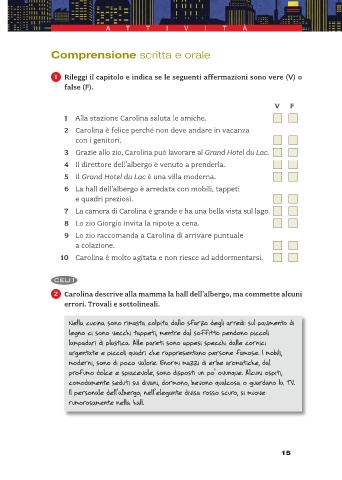 ATTIVITÀ
Comprensione scritta e orale
1 Rileggi il capitolo e indica se le seguenti affermazioni sono vere (V) o
false (F).
V F
1 Alla stazione Carolina saluta le amiche.
2 Carolina è felice perché non deve andare in vacanza
con i genitori.
3 Grazie allo zio, Carolina può lavorare al Grand Hotel du Lac.
4 Il direttore dell'albergo è venuto a prenderla.
5 Il Grand Hotel du Lac è una villa moderna.
6 La hall dell'albergo è arredata con mobili, tappeti
e quadri preziosi.
7 La camera di Carolina è grande e ha una bella vista sul lago.
8 Lo zio Giorgio invita la nipote a cena.
9 Lo zio raccomanda a Carolina di arrivare puntuale
a colazione.
10 Carolina è molto agitata e non riesce ad addormentarsi.
CELI 1
2 Carolina descrive alla mamma la hall dell'albergo, ma commette alcuni
errori. Trovali e sottolineali.
Nella cucina sono rimasta colpita dallo sfarzo degli arredi: sul pavimento di
legno ci sono vecchi tappeti, mentre dal soffitto pendono piccoli
lampadari di plastica. Alle pareti sono appesi specchi dalle cornici
argentate e piccoli quadri che rappresentano persone famose. I mobili,
moderni, sono di poco valore. Enormi mazzi di erbe aromatiche, dal
profumo dolce e spiacevole, sono disposti un po' ovunque. Alcuni ospiti,
comodamente seduti sui divani, dormono, bevono qualcosa o guardano la TV.
Il personale dell'albergo, nell'elegante divisa rosso scuro, si muove
rumorosamente nella hall.
15